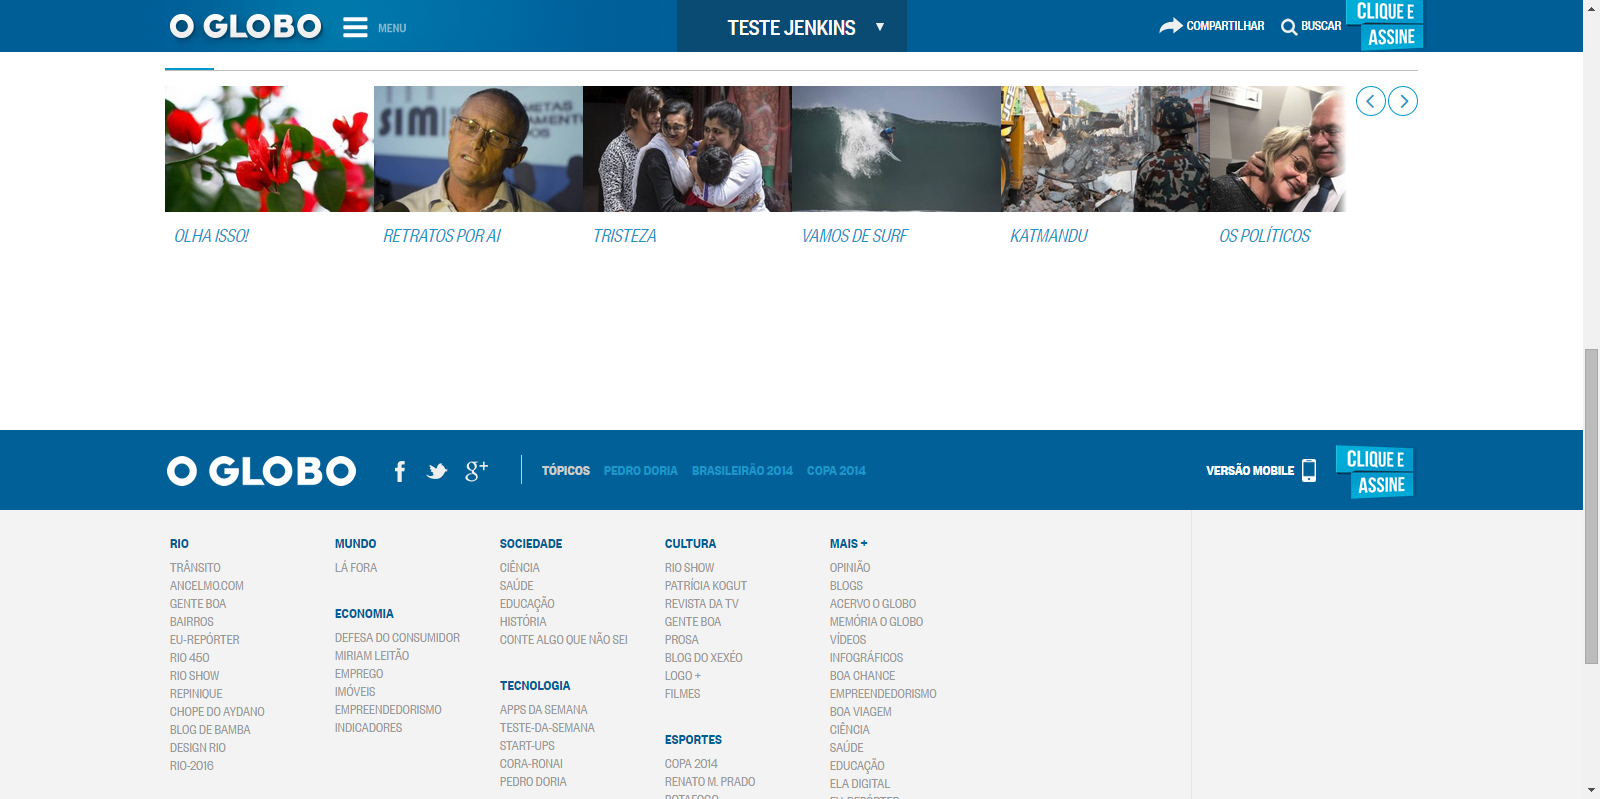 O GLOBO
MENU
TESTE JENKINS
COMPARTILHAR
BUSCAR
CLIQUE E
ASSINE
SIM
METAS
OLHA ISSO!
RETRATOS POR AI
TRISTEZA
VAMOS DE SURF
KATMANDU
OS POLÍTICOS
O GLOBO
TÓPICOS PEDRO DORIA BRASILEIRÃO 2014 COPA 2014
VERSÃO MOBILE
CLIQUE E
ASSINE
RIO
TRÂNSITO
ANCELMO.COM
GENTE BOA
BAIRROS
EU-REPÓRTER
RIO 450
RIO SHOW
REPINIQUE
CHOPE DO AYDANO
BLOG DE BAMBA
DESIGN RIO
RIO-2016
MUNDO
LÁ FORA
ECONOMIA
DEFESA DO CONSUMIDOR
MIRIAM LEITÃO
EMPREGO
IMÓVEIS
EMPREENDEDORISMO
INDICADORES
SOCIEDADE
CIÊNCIA
SAÚDE
EDUCAÇÃO
HISTÓRIA
CONTE ALGO QUE NÃO SEI
TECNOLOGIA
APPS DA SEMANA
TESTE-DA-SEMANA
START-UPS
CORA-RONAI
PEDRO DORIA
CULTURA
RIO SHOW
PATRÍCIA KOGUT
REVISTA DA TV
GENTE BOA
PROSA
BLOG DO XEXÉO
LOGO +
FILMES
ESPORTES
COPA 2014
RENATO M. PRADO
BOTAFOGO
MAIS +
OPINIÃO
BLOGS
ACERVO O GLOBO
MEMÓRIA O GLOBO
VÍDEOS
INFOGRÁFICOS
BOA CHANCE
EMPREENDEDORISMO
BOA VIAGEM
CIÊNCIA
SAÚDE
EDUCAÇÃO
ELA DIGITAL
EU-REPÓRTER